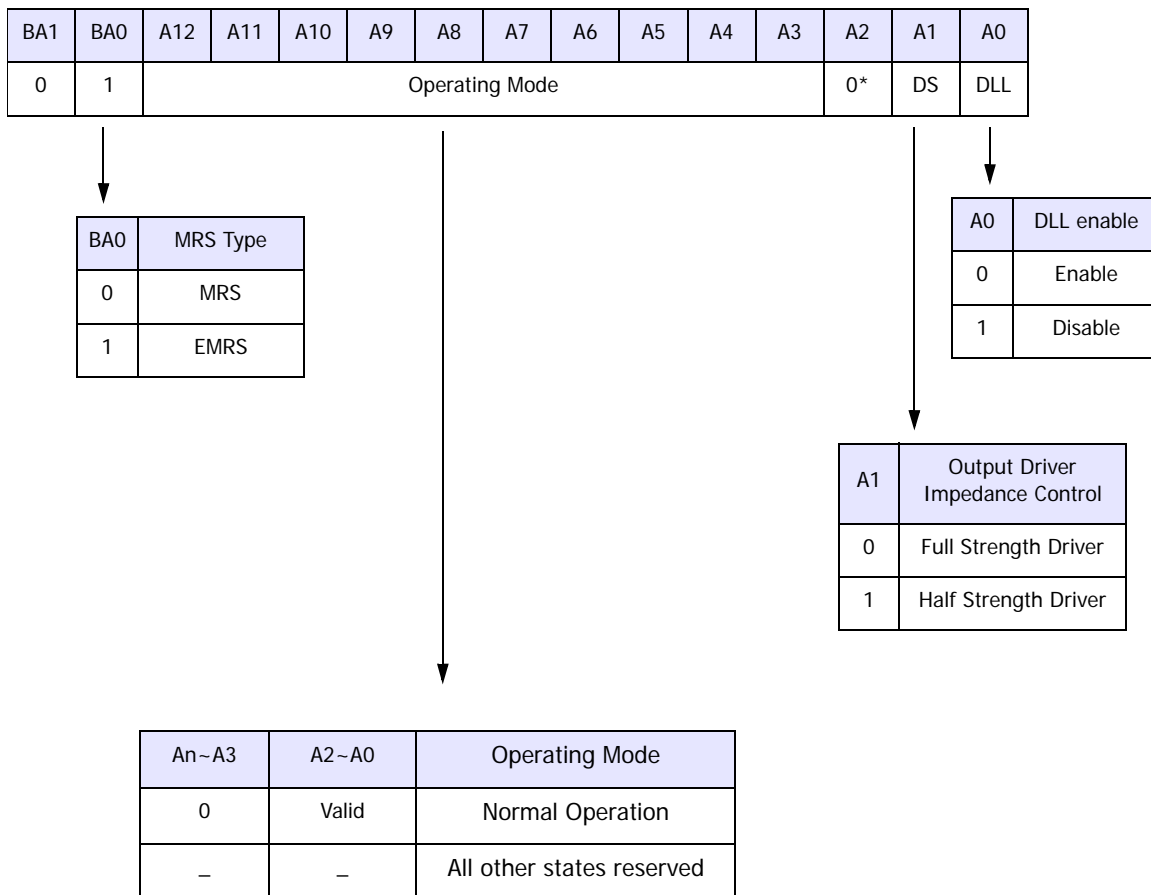 BA1 BA0 A12 A11 A10 A9 A8 A7 A6 A5 A4 A3 A2 A1 A0
0 1 Operating Mode 0* DS DLL
BA0 MRS Type
0 MRS
1 EMRS
A0 DLL enable
0 Enable
1 Disable
A1 Output Driver
Impedance Control
0 Full Strength Driver
1 Half Strength Driver
An~A3 A2~A0 Operating Mode
0 Valid Normal Operation
_ _ All other states reserved